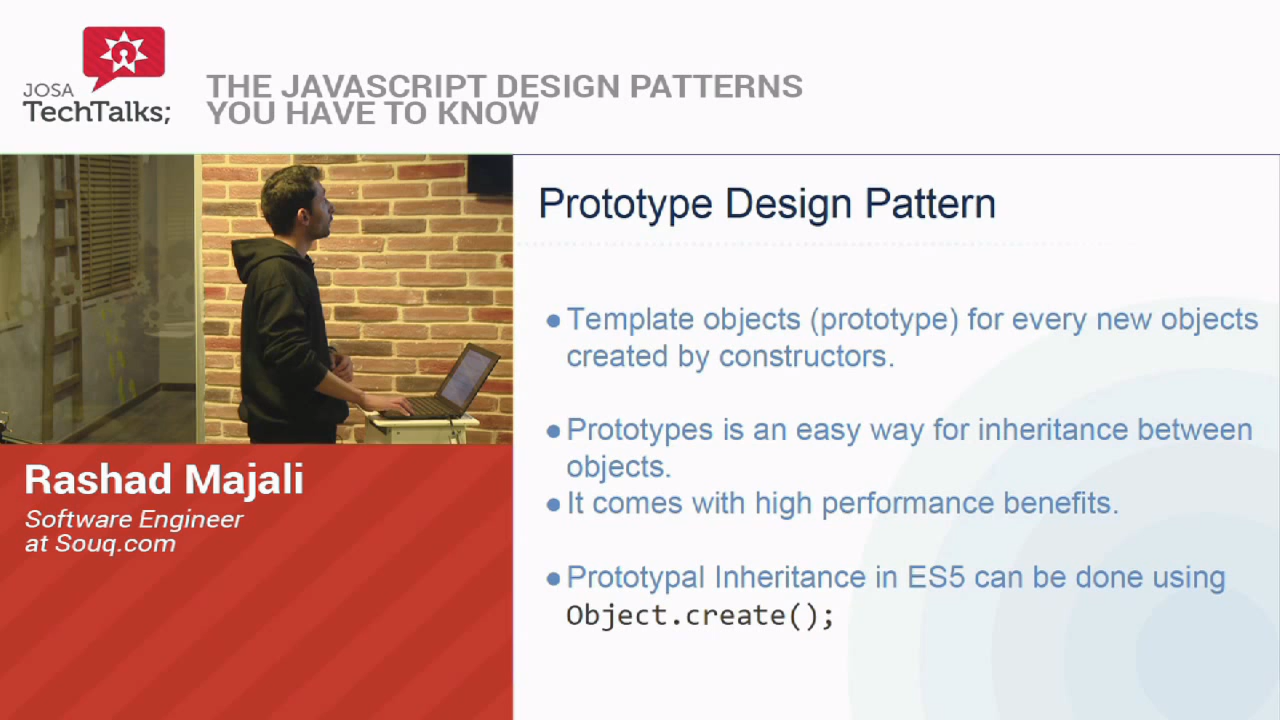 JOSA
TechTalks;
THE JAVASCRIPT DESIGN PATTERNS
YOU HAVE TO KNOW
Prototype Design Pattern
●Template objects (prototype) for every new objects
created by constructors.
●Prototypes is an easy way for inheritance between
objects.
●It comes with high performance benefits.
●Prototypal Inheritance in ES5 can be done using
Object.create();
Rashad Majali
Software Engineer
at Souq.com